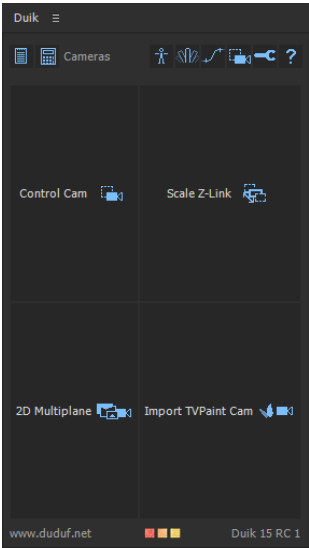 Duik
Cameras
?
Control Cam
Scale Z-Link
2D Multiplane
Import TVPaint Cam
www.duduf.net
Duik 15 RC 1